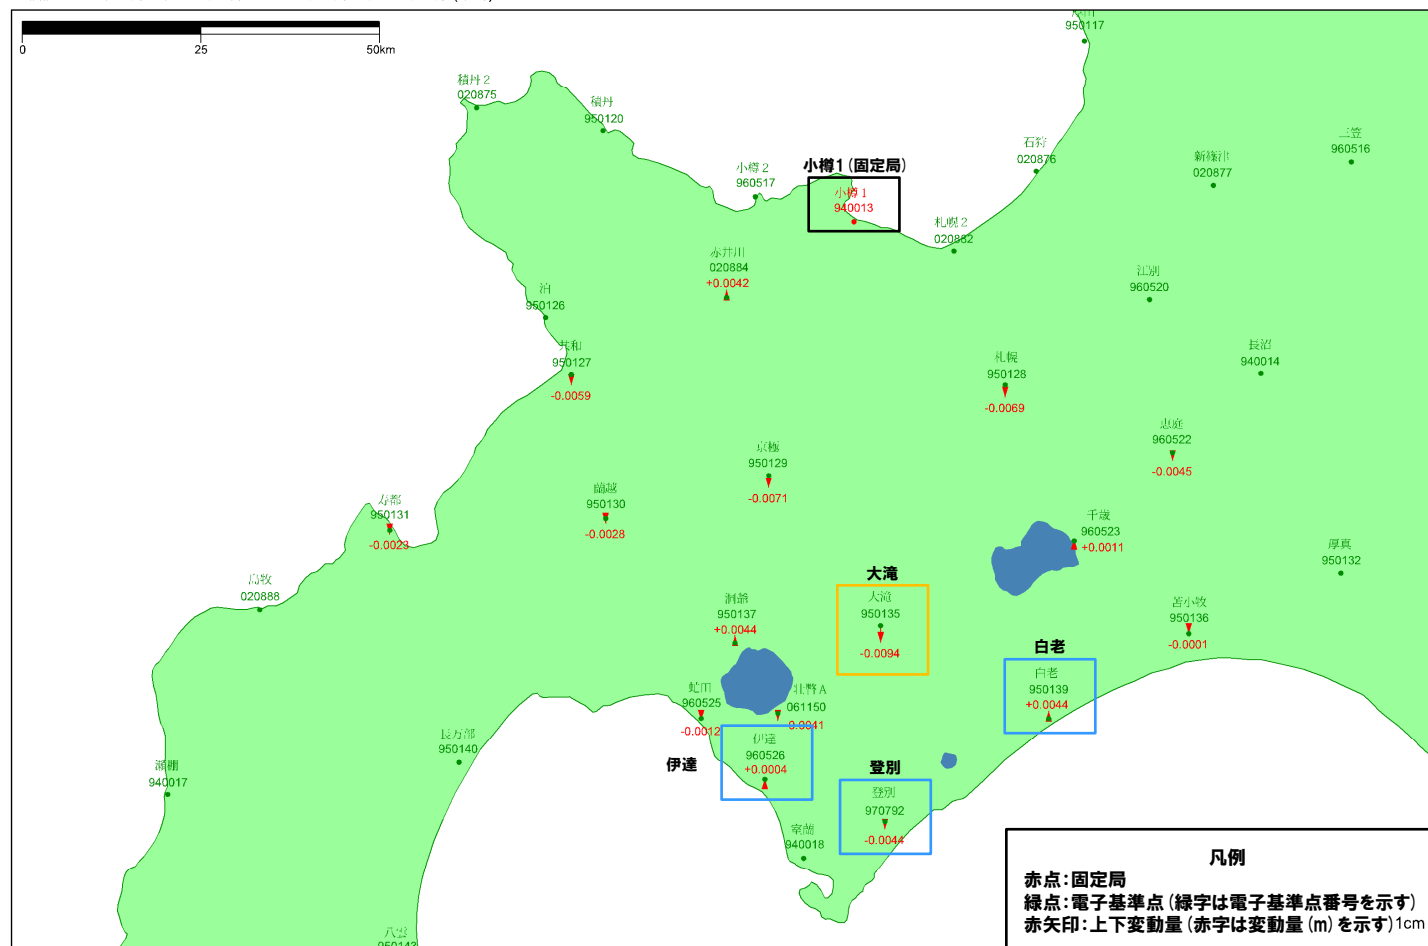 0 25 50km
浜益
950117
積丹２
020875
積丹
950120
三笠
960516
石狩
020876
新篠津
020877
小樽２
960517
小樽1(固定局)
小樽１
940013
札幌２
020882
赤井川
020884
+0.0042
江別
960520
泊
950126
共和
950127
-0.0059
札幌
950128
-0.0069
長沼
940014
恵庭
960522
-0.0045
京極
950129
-0.0071
蘭越
950130
-0.0028
寿都
950131
-0.0023
千歳
960523
+0.0011
厚真
950132
島牧
020888
洞爺
950137
+0.0044
大滝
大滝
950135
-0.0094
苫小牧
950136
-0.0001
白老
白老
950139
+0.0044
虻田
960525
-0.0012
壮瞥Ａ
061150
-0.0041
長万部
950140
伊達
伊達
960526
+0.0004
瀬棚
940017
登別
登別
970792
-0.0044
室蘭
940018
八雲
950143
凡例
赤点：固定局
緑点：電子基準点(緑字は電子基準点番号を示す)
赤矢印：上下変動量(赤字は変動量(m)を示す)1cm